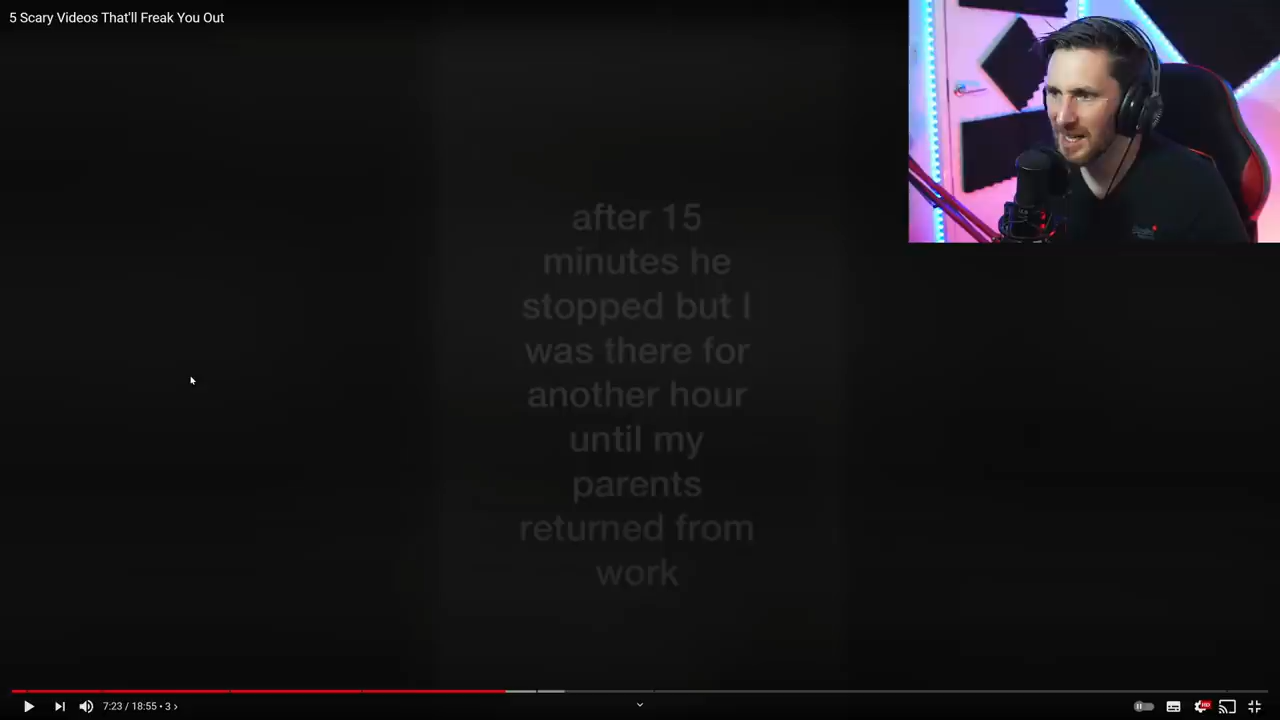 5 Scary Videos That'll Freak You Out
after 15
minutes he
stopped but I
was there for
another hour
until my
parents
returned from
work
7:23 / 18:55 • 3 ›
HD